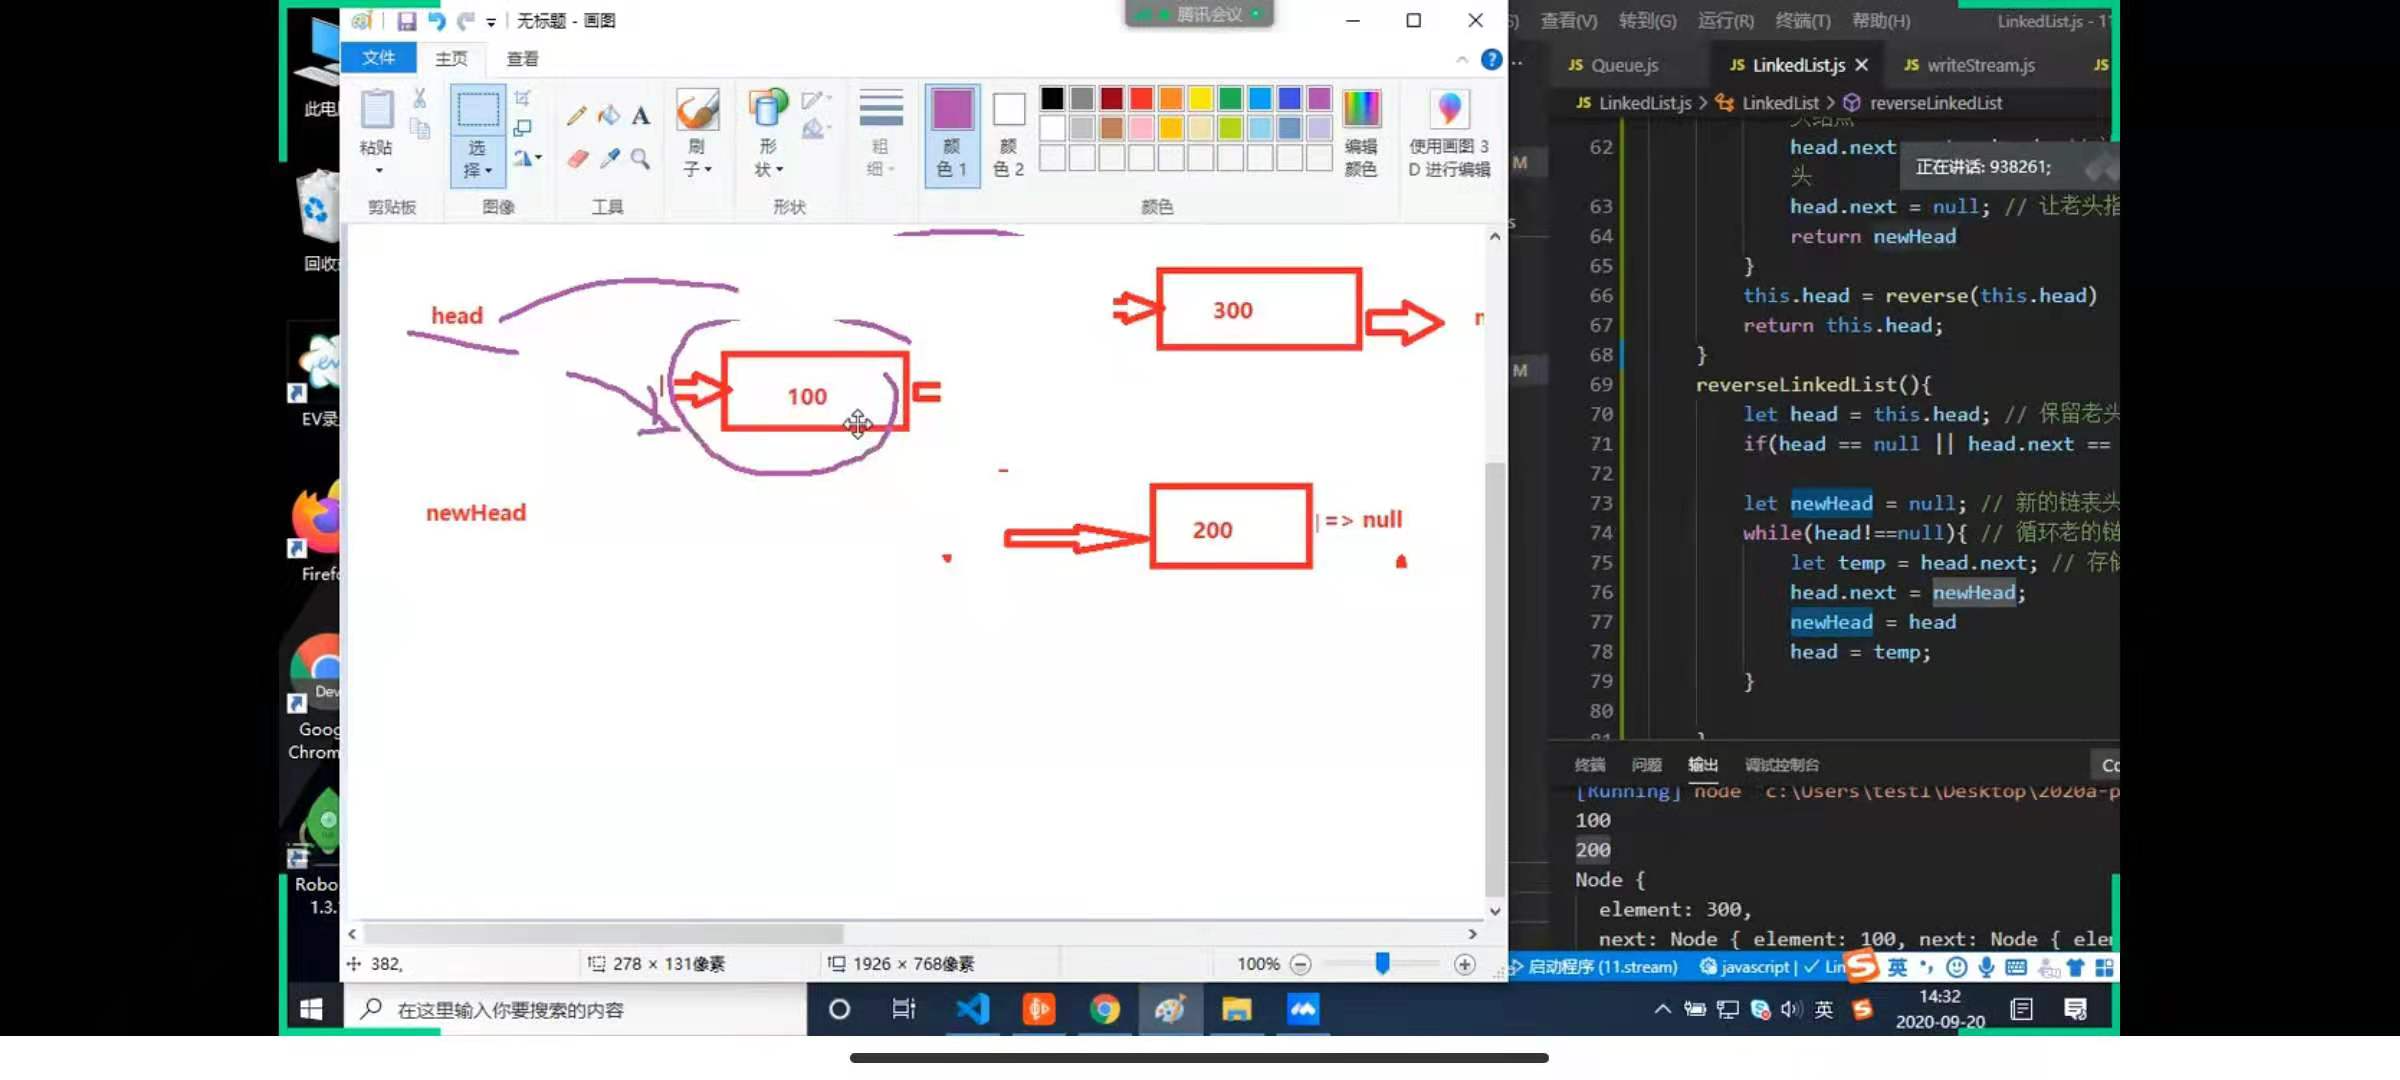 无标题 - 画图
腾讯会议
文件 主页 查看
粘贴
选
择
刷
子
形
状
粗
细
颜
色 1
颜
色 2
编辑
颜色
使用画图 3
D 进行编辑
剪贴板 图像 工具 形状 颜色
head
300
100
newHead
200
=> null
382,
278 × 131像素
1926 × 768像素
100%
回收
EV录
Firefo
Dev
Goog
Chrom
Robo
1.3.
查看(V) 转到(G) 运行(R) 终端(T) 帮助(H) LinkedList.js - 11
JS Queue.js JS LinkedList.js JS writeStream.js JS
JS LinkedList.js > LinkedList > reverseLinkedList
正在讲话: 938261;
62 head.next
头
63 head.next = null; // 让老头指
64 return newHead
65 }
66 this.head = reverse(this.head)
67 return this.head;
68 }
69 reverseLinkedList(){
70 let head = this.head; // 保留老头
71 if(head == null || head.next ==
72
73 let newHead = null; // 新的链表头
74 while(head!==null){ // 循环老的链
75 let temp = head.next; // 存储
76 head.next = newHead;
77 newHead = head
78 head = temp;
79 }
80
终端 问题 输出 调试控制台
[Running] node "c:\Users\test1\Desktop\2020a-p
100
200
Node {
element: 300,
next: Node { element: 100, next: Node { ele
启动程序 (11.stream) javascript | ✓ Lin
英
在这里输入你要搜索的内容
英
14:32
2020-09-20